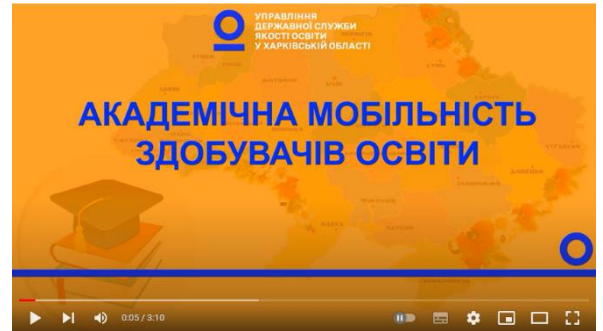 УПРАВЛІННЯ
ДЕРЖАВНОЇ СЛУЖБИ
ЯКОСТІ ОСВІТИ
У ХАРКІВСЬКІЙ ОБЛАСТІ
АКАДЕМІЧНА МОБІЛЬНІСТЬ
ЗДОБУВАЧІВ ОСВІТИ
0:05 / 3:10